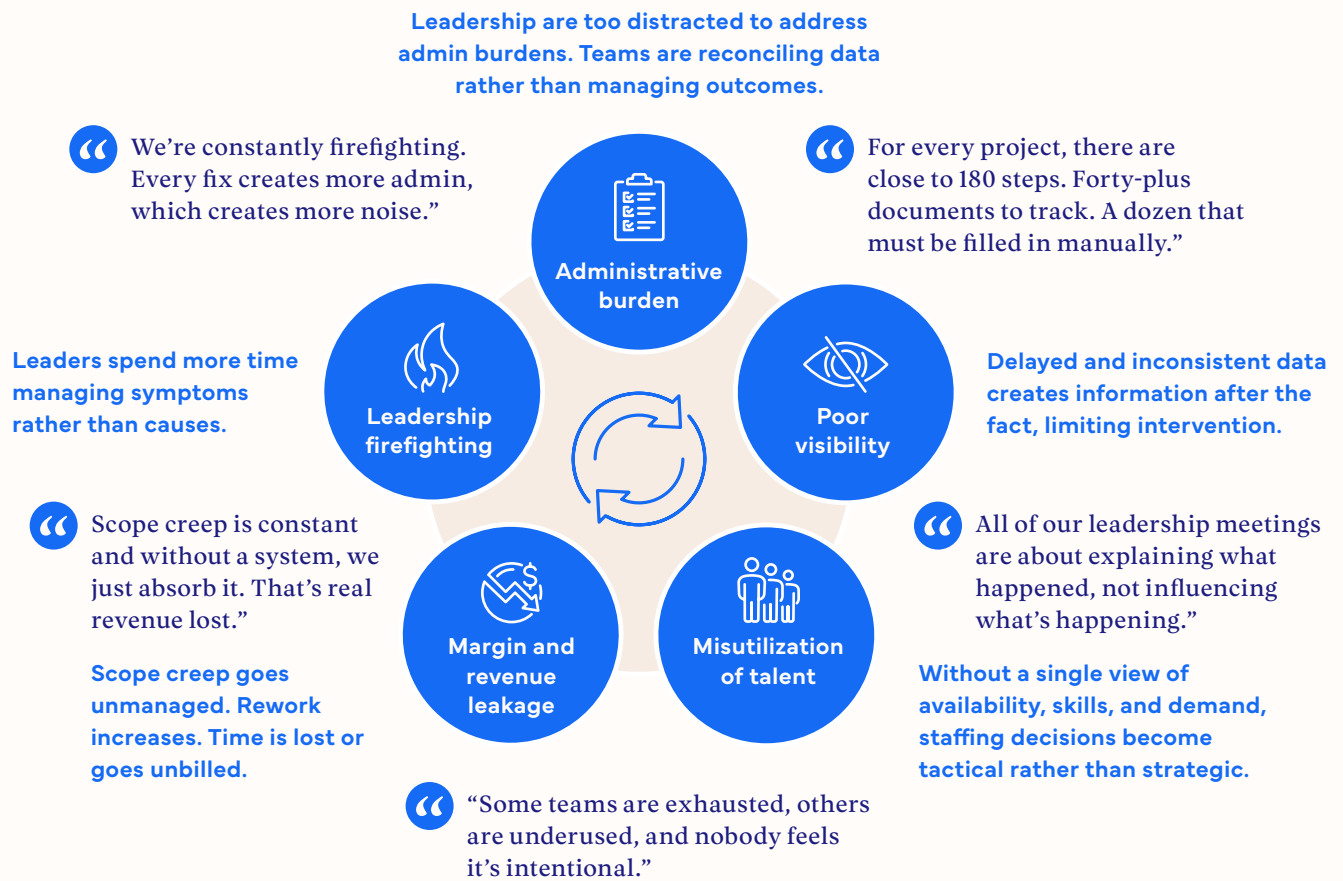 Leadership are too distracted to address
admin burdens. Teams are reconciling data
rather than managing outcomes.
“ We’re constantly firefighting.
Every fix creates more admin,
which creates more noise.”
“ For every project, there are
close to 180 steps. Forty-plus
documents to track. A dozen that
must be filled in manually.”
Administrative
burden
Leaders spend more time
managing symptoms
rather than causes.
Leadership
firefighting
$
Poor
visibility
Delayed and inconsistent data
creates information after the
fact, limiting intervention.
“ Scope creep is constant
and without a system, we
just absorb it. That’s real
revenue lost.”
Scope creep goes
unmanaged. Rework
increases. Time is lost or
goes unbilled.
Margin and
revenue
leakage
Misutilization
of talent
“ All of our leadership meetings
are about explaining what
happened, not influencing
what’s happening.”
Without a single view of
availability, skills, and demand,
staffing decisions become
tactical rather than strategic.
“ “Some teams are exhausted, others
are underused, and nobody feels
it’s intentional.”